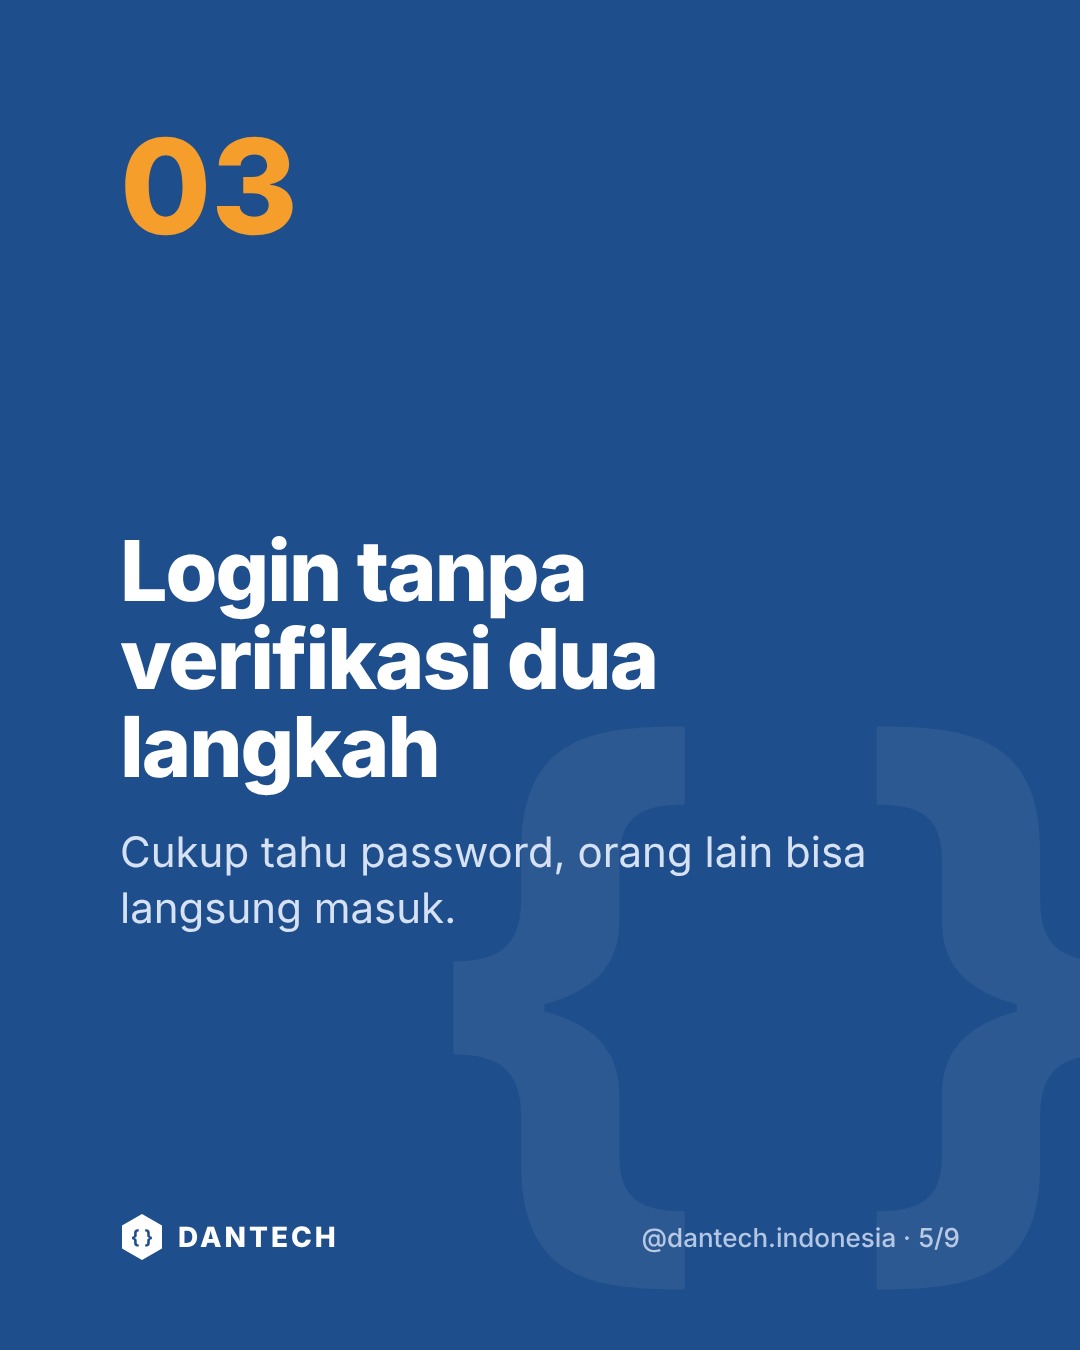 03
Login tanpa
verifikasi dua
langkah
Cukup tahu password, orang lain bisa
langsung masuk.
{ } DANTECH
@dantech.indonesia · 5/9